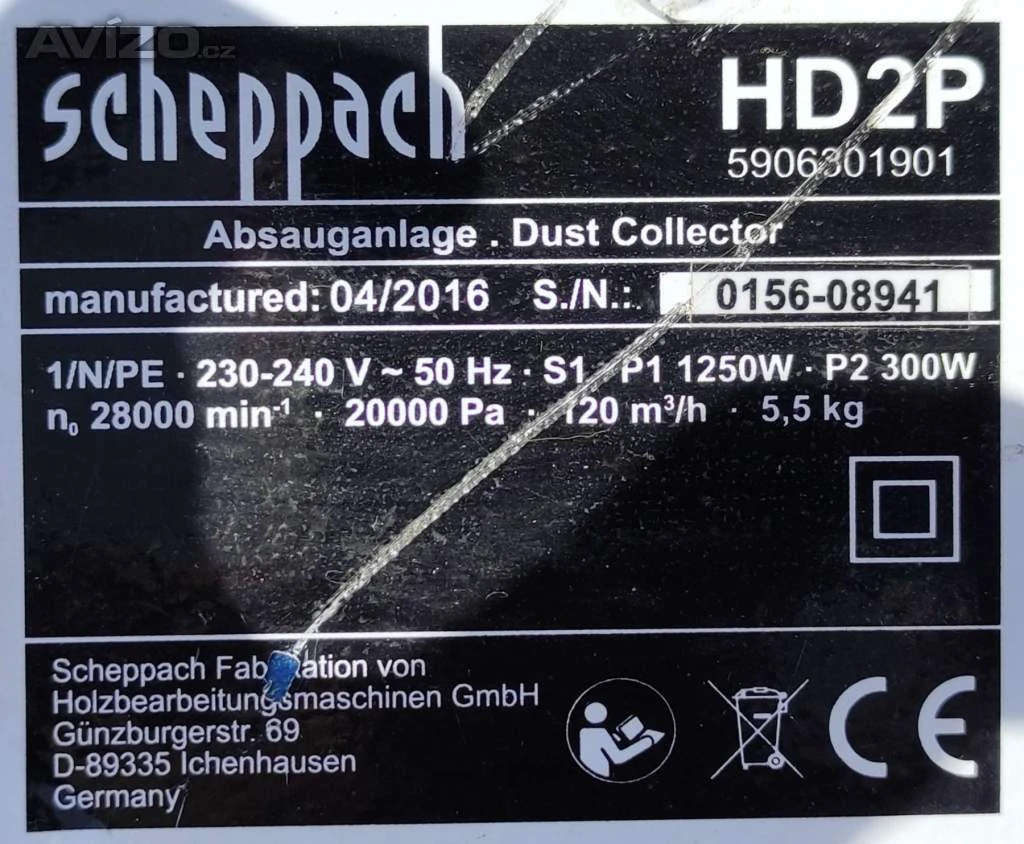 AVÍZO.cz
scheppach
HD2P
5906301901
Absauganlage . Dust Collector
manufactured: 04/2016 S./N.: 0156-08941
1/N/PE · 230-240 V ~ 50 Hz · S1 · P1 1250W · P2 300W
n₀ 28000 min⁻¹ · 20000 Pa · 120 m³/h · 5,5 kg
Scheppach Fabrikation von
Holzbearbeitungsmaschinen GmbH
Günzburgerstr. 69
D-89335 Ichenhausen
Germany
CE